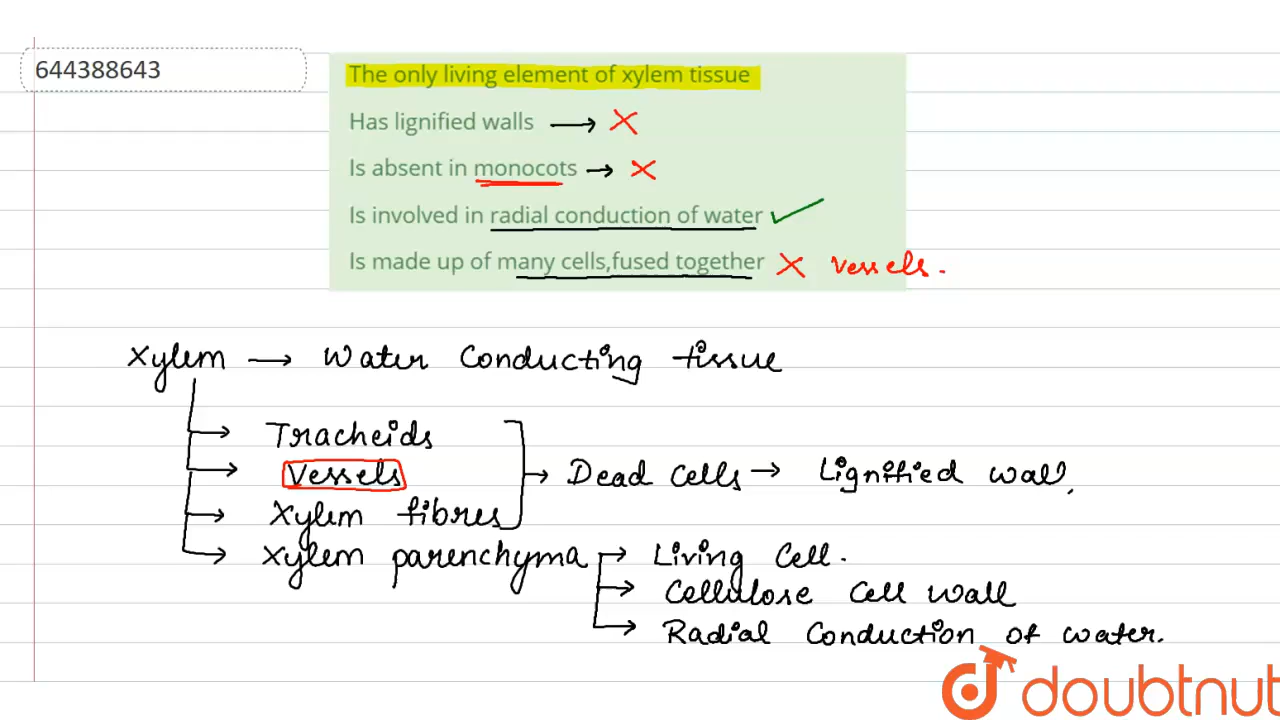 644388643
The only living element of xylem tissue
Has lignified walls → X
Is absent in monocots → X
Is involved in radial conduction of water ✓
Is made up of many cells,fused together X vessels.
Xylem → Water Conducting tissue
→ Tracheids
→ Vessels → Dead Cells → Lignified wall,
→ Xylem fibres
→ Xylem parenchyma → Living Cell.
→ Cellulose Cell wall
→ Radial Conduction of water.
doubtnut